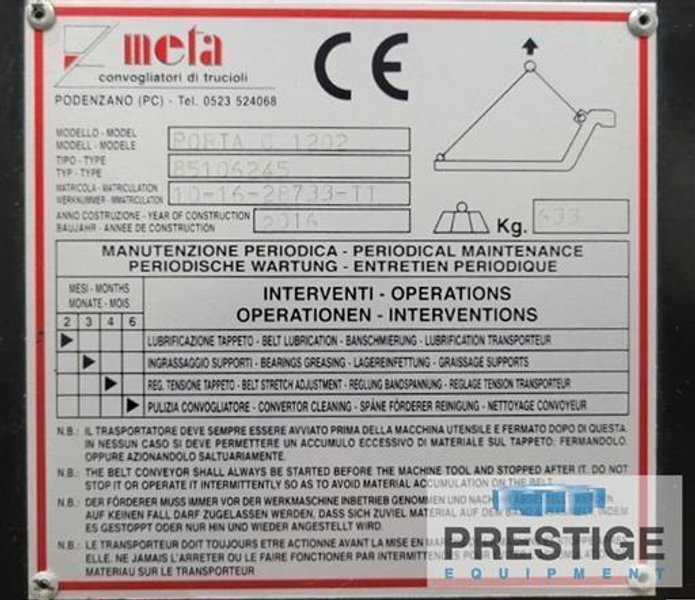 meta
convogliatori di trucioli
PODENZANO (PC) - Tel. 0523 524068
CE
MODELLO - MODEL
MODELL - MODELE
PORTA C 1202
TIPO - TYPE
TYP - TYPE
85106245
MATRICOLA - MATRICULATION
WERKNUMMER - IMMATRICULATION
10-16-28733-TT
ANNO COSTRUZIONE - YEAR OF CONSTRUCTION
BAUJAHR - ANNEE DE CONSTRUCTION
2016
Kg. 433
MANUTENZIONE PERIODICA - PERIODICAL MAINTENANCE
PERIODISCHE WARTUNG - ENTRETIEN PERIODIQUE
MESI - MONTHS
MONATE - MOIS
2 3 4 6
INTERVENTI - OPERATIONS
OPERATIONEN - INTERVENTIONS
LUBRIFICAZIONE TAPPETO - BELT LUBRICATION - BANSCHMIERUNG - LUBRIFICATION TRANSPORTEUR
INGRASSAGGIO SUPPORTI - BEARINGS GREASING - LAGEREINFETTUNG - GRAISSAGE SUPPORTS
REG. TENSIONE TAPPETO - BELT STRETCH ADJUSTMENT - REGLUNG BANDSPANNUNG - REGLAGE TENSION TRANSPORTEUR
PULIZIA CONVOGLIATORE - CONVERTOR CLEANING - SPÄNE FÖRDERER REINIGUNG - NETTOYAGE CONVOYEUR
N.B.: IL TRASPORTATORE DEVE SEMPRE ESSERE AVVIATO PRIMA DELLA MACCHINA UTENSILE E FERMATO DOPO DI QUESTA.
IN NESSUN CASO SI DEVE PERMETTERE UN ACCUMULO ECCESSIVO DI MATERIALE SUL TAPPETO: FERMANDOLO.
OPPURE AZIONANDOLO SALTUARIAMENTE.
N.B.: THE BELT CONVEYOR SHALL ALWAYS BE STARTED BEFORE THE MACHINE TOOL AND STOPPED AFTER IT. DO NOT
STOP IT OR OPERATE IT INTERMITTENTLY SO AS TO AVOID MATERIAL ACCUMULATION ON THE BELT.
N.B.: DER FÖRDERER MUSS IMMER VOR DER WERKMASCHINE INBETRIEB GENOMMEN UND NACH IHR ABGESTELLT WERDEN.
AUF KEINEN FALL DARF ZUGELASSEN WERDEN, DASS SICH ZUVIEL MATERIAL AUF DEM BAND INDEM
ES GESTOPPT ODER NUR HIN UND WIEDER ANGESTELLT WIRD.
N.B.: LE TRANSPORTEUR DOIT TOUJOURS ETRE ACTIONNE AVANT LA MISE EN
ELLE. NE JAMAIS L'ARRETER OU LE FAIRE FONCTIONNER PAR INTERMITTENCES POUR
MATERIAU SUR LE TRANSPORTEUR
PRESTIGE
EQUIPMENT